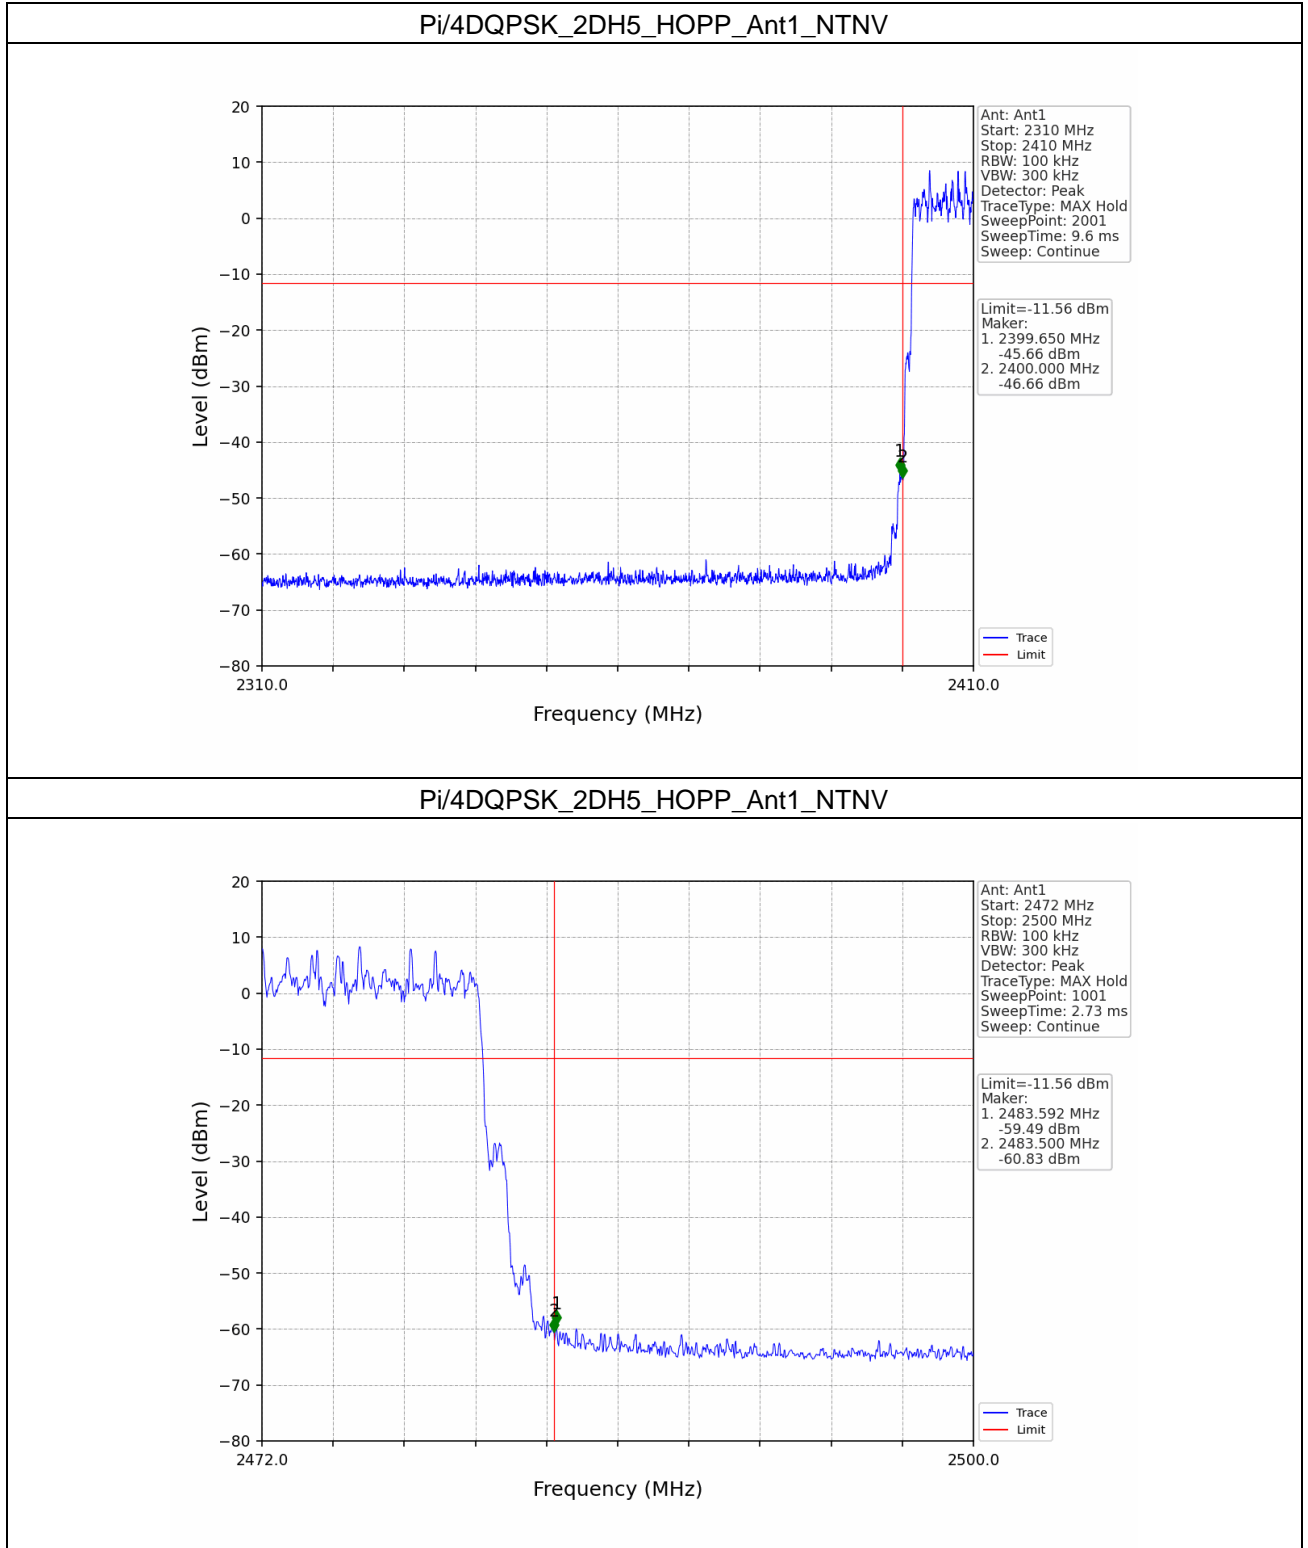 Pi/4DQPSK_2DH5_HOPP_Ant1_NTNV
20
10
0
−10
−20
−30
−40
−50
−60
−70
−80
Level (dBm)
2310.0
2410.0
Frequency (MHz)
1
2
Ant: Ant1
Start: 2310 MHz
Stop: 2410 MHz
RBW: 100 kHz
VBW: 300 kHz
Detector: Peak
TraceType: MAX Hold
SweepPoint: 2001
SweepTime: 9.6 ms
Sweep: Continue
Limit=-11.56 dBm
Maker:
1. 2399.650 MHz
-45.66 dBm
2. 2400.000 MHz
-46.66 dBm
Trace
Limit
Pi/4DQPSK_2DH5_HOPP_Ant1_NTNV
20
10
0
−10
−20
−30
−40
−50
−60
−70
−80
Level (dBm)
2472.0
2500.0
Frequency (MHz)
1
2
Ant: Ant1
Start: 2472 MHz
Stop: 2500 MHz
RBW: 100 kHz
VBW: 300 kHz
Detector: Peak
TraceType: MAX Hold
SweepPoint: 1001
SweepTime: 2.73 ms
Sweep: Continue
Limit=-11.56 dBm
Maker:
1. 2483.592 MHz
-59.49 dBm
2. 2483.500 MHz
-60.83 dBm
Trace
Limit